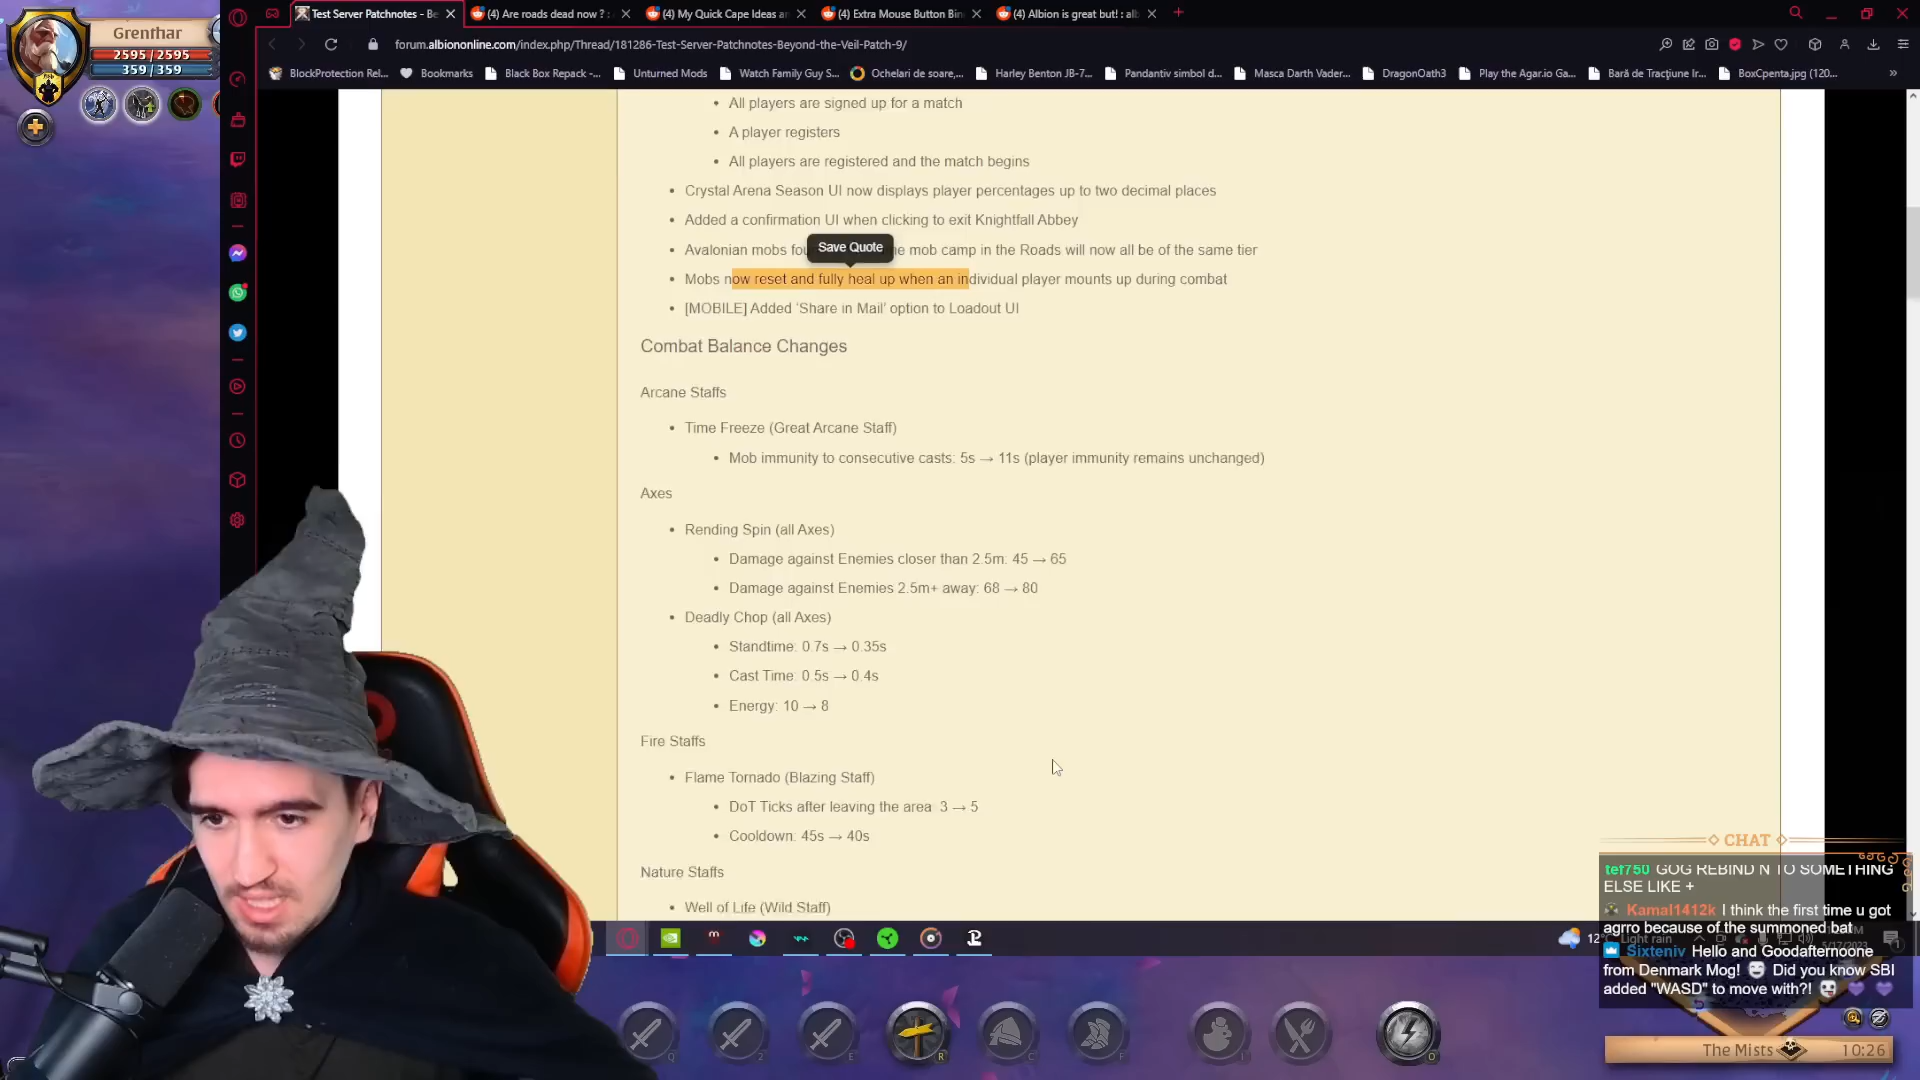 Grenthar
2595 / 2595
359 / 359
Test Server Patchnotes - Be
(4) Are roads dead now ? :
(4) My Quick Cape Ideas an
(4) Extra Mouse Button Bin
(4) Albion is great but! : alb
forum.albiononline.com/index.php/Thread/181286-Test-Server-Patchnotes-Beyond-the-Veil-Patch-9/
BlockProtection Rel...
Bookmarks
Black Box Repack -...
Unturned Mods
Watch Family Guy S...
Ochelari de soare,...
Harley Benton JB-7...
Pandantiv simbol d...
Masca Darth Vader...
DragonOath3
Play the Agar.io Ga...
Bară de Tracţiune Ir...
BoxCpenta.jpg (120...
All players are signed up for a match
A player registers
All players are registered and the match begins
Crystal Arena Season UI now displays player percentages up to two decimal places
Added a confirmation UI when clicking to exit Knightfall Abbey
Save Quote
Avalonian mobs mob camp in the Roads will now all be of the same tier
Mobs now reset and fully heal up when an individual player mounts up during combat
[MOBILE] Added ‘Share in Mail’ option to Loadout UI
Combat Balance Changes
Arcane Staffs
Time Freeze (Great Arcane Staff)
Mob immunity to consecutive casts: 5s → 11s (player immunity remains unchanged)
Axes
Rending Spin (all Axes)
Damage against Enemies closer than 2.5m: 45 → 65
Damage against Enemies 2.5m+ away: 68 → 80
Deadly Chop (all Axes)
Standtime: 0.7s → 0.35s
Cast Time: 0.5s → 0.4s
Energy: 10 → 8
Fire Staffs
Flame Tornado (Blazing Staff)
DoT Ticks after leaving the area 3 → 5
Cooldown: 45s → 40s
Nature Staffs
Well of Life (Wild Staff)
CHAT
tef750 GOG REBIND N TO SOMETHING
ELSE LIKE +
Kamal1412k I think the first time u got
agrro because of the summoned bat
Sixteniv Hello and Goodafternoone
from Denmark Mog! Did you know SBI
added "WASD" to move with?!
12° Light rain
5/17/2023
Q
2
E
R
C
F
I
O
The Mists 10:26